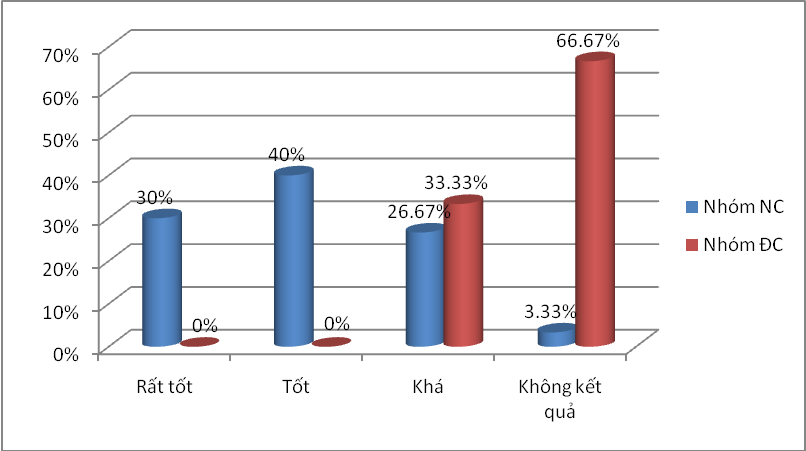 70%
60%
50%
40%
30%
20%
10%
0%
30%
0%
40%
0%
26.67%
33.33%
3.33%
66.67%
Rất tốt
Tốt
Khá
Không kết
quả
Nhóm NC
Nhóm ĐC